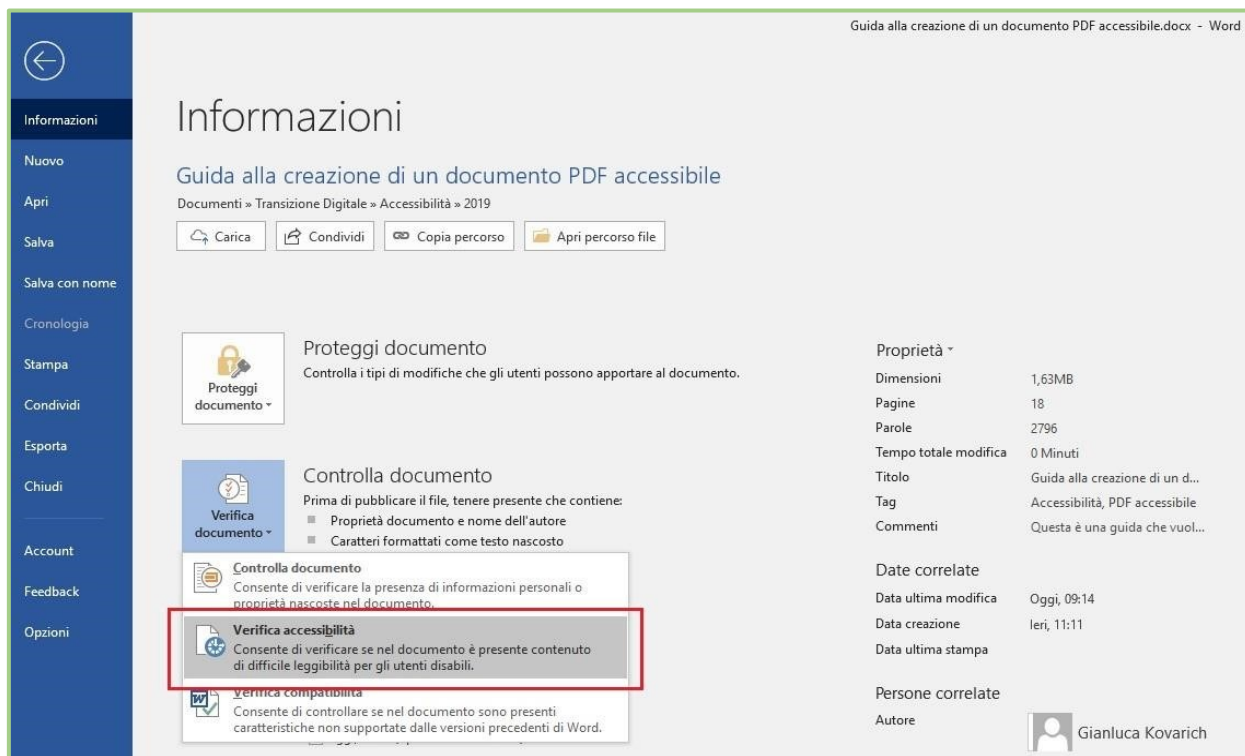 Guida alla creazione di un documento PDF accessibile.docx - Word
Informazioni
Nuovo
Apri
Salva
Salva con nome
Cronologia
Stampa
Condividi
Esporta
Chiudi
Account
Feedback
Opzioni
Informazioni
Guida alla creazione di un documento PDF accessibile
Documenti » Transizione Digitale » Accessibilità » 2019
Carica
Condividi
Copia percorso
Apri percorso file
Proteggi
documento
Proteggi documento
Controlla i tipi di modifiche che gli utenti possono apportare al documento.
Verifica
documento
Controlla documento
Prima di pubblicare il file, tenere presente che contiene:
Proprietà documento e nome dell'autore
Caratteri formattati come testo nascosto
Controlla documento
Consente di verificare la presenza di informazioni personali o
proprietà nascoste nel documento.
Verifica accessibilità
Consente di verificare se nel documento è presente contenuto
di difficile leggibilità per gli utenti disabili.
Verifica compatibilità
Consente di controllare se nel documento sono presenti
caratteristiche non supportate dalle versioni precedenti di Word.
Proprietà
Dimensioni 1,63MB
Pagine 18
Parole 2796
Tempo totale modifica 0 Minuti
Titolo Guida alla creazione di un d...
Tag Accessibilità, PDF accessibile
Commenti Questa è una guida che vuol...
Date correlate
Data ultima modifica Oggi, 09:14
Data creazione Ieri, 11:11
Data ultima stampa
Persone correlate
Autore Gianluca Kovarich